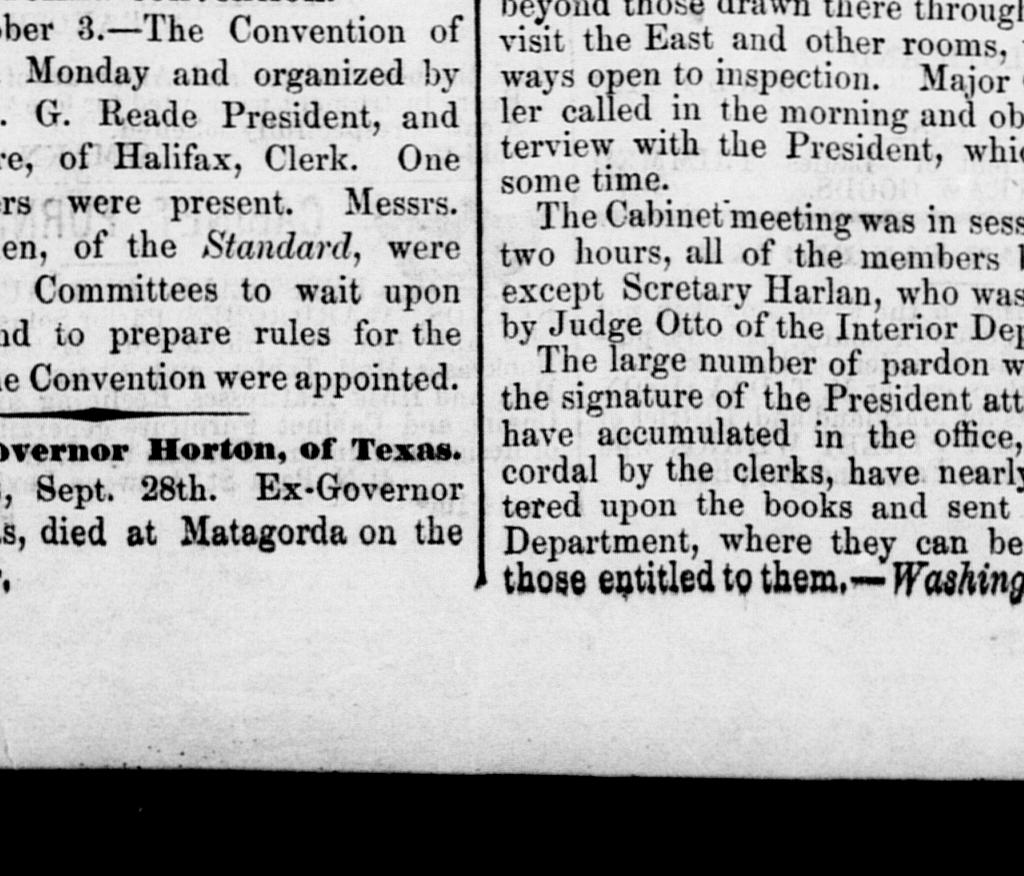 ber 3.—The Convention of
Monday and organized by
. G. Reade President, and
re, of Halifax, Clerk. One
ers were present. Messrs.
en, of the Standard, were
Committees to wait upon
nd to prepare rules for the
e Convention were appointed.
overnor Horton, of Texas.
, Sept. 28th. Ex-Governor
s, died at Matagorda on the
beyond those drawn there through
visit the East and other rooms,
ways open to inspection. Major
ler called in the morning and ob
terview with the President, whic
some time.
The Cabinet meeting was in sess
two hours, all of the members
except Scretary Harlan, who was
by Judge Otto of the Interior Dep
The large number of pardon w
the signature of the President att
have accumulated in the office,
cordal by the clerks, have nearly
tered upon the books and sent
Department, where they can be
those entitled to them.—Washing